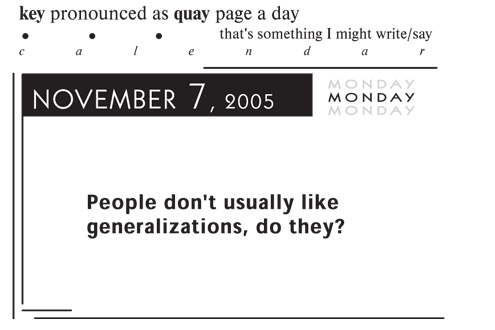 key pronounced as quay page a day
• • • that's something I might write/say
c a l e n d a r
NOVEMBER 7, 2005
MONDAY
MONDAY
MONDAY
People don't usually like
generalizations, do they?